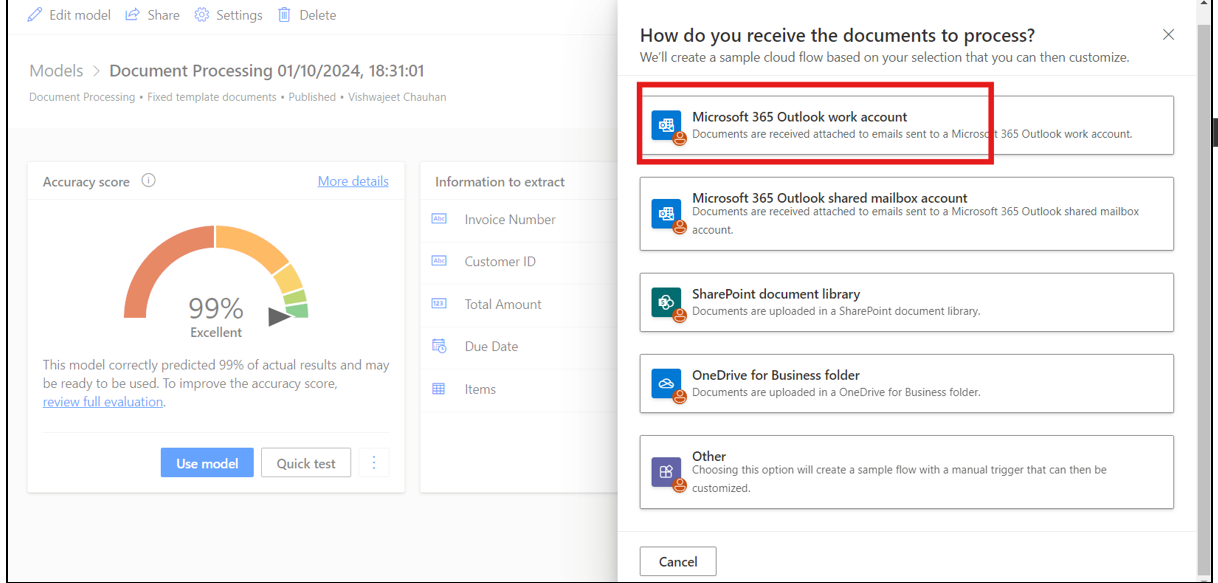 Edit model Share Settings Delete
Models > Document Processing 01/10/2024, 18:31:01
Document Processing • Fixed template documents • Published • Vishwajeet Chauhan
Accuracy score
More details
99%
Excellent
This model correctly predicted 99% of actual results and may
be ready to be used. To improve the accuracy score,
review full evaluation.
Use model
Quick test
Information to extract
Abc Invoice Number
Abc Customer ID
123 Total Amount
Due Date
Items
How do you receive the documents to process?
We'll create a sample cloud flow based on your selection that you can then customize.
Microsoft 365 Outlook work account
Documents are received attached to emails sent to a Microsoft 365 Outlook work account.
Microsoft 365 Outlook shared mailbox account
Documents are received attached to emails sent to a Microsoft 365 Outlook shared mailbox
account.
SharePoint document library
Documents are uploaded in a SharePoint document library.
OneDrive for Business folder
Documents are uploaded in a OneDrive for Business folder.
Other
Choosing this option will create a sample flow with a manual trigger that can then be
customized.
Cancel